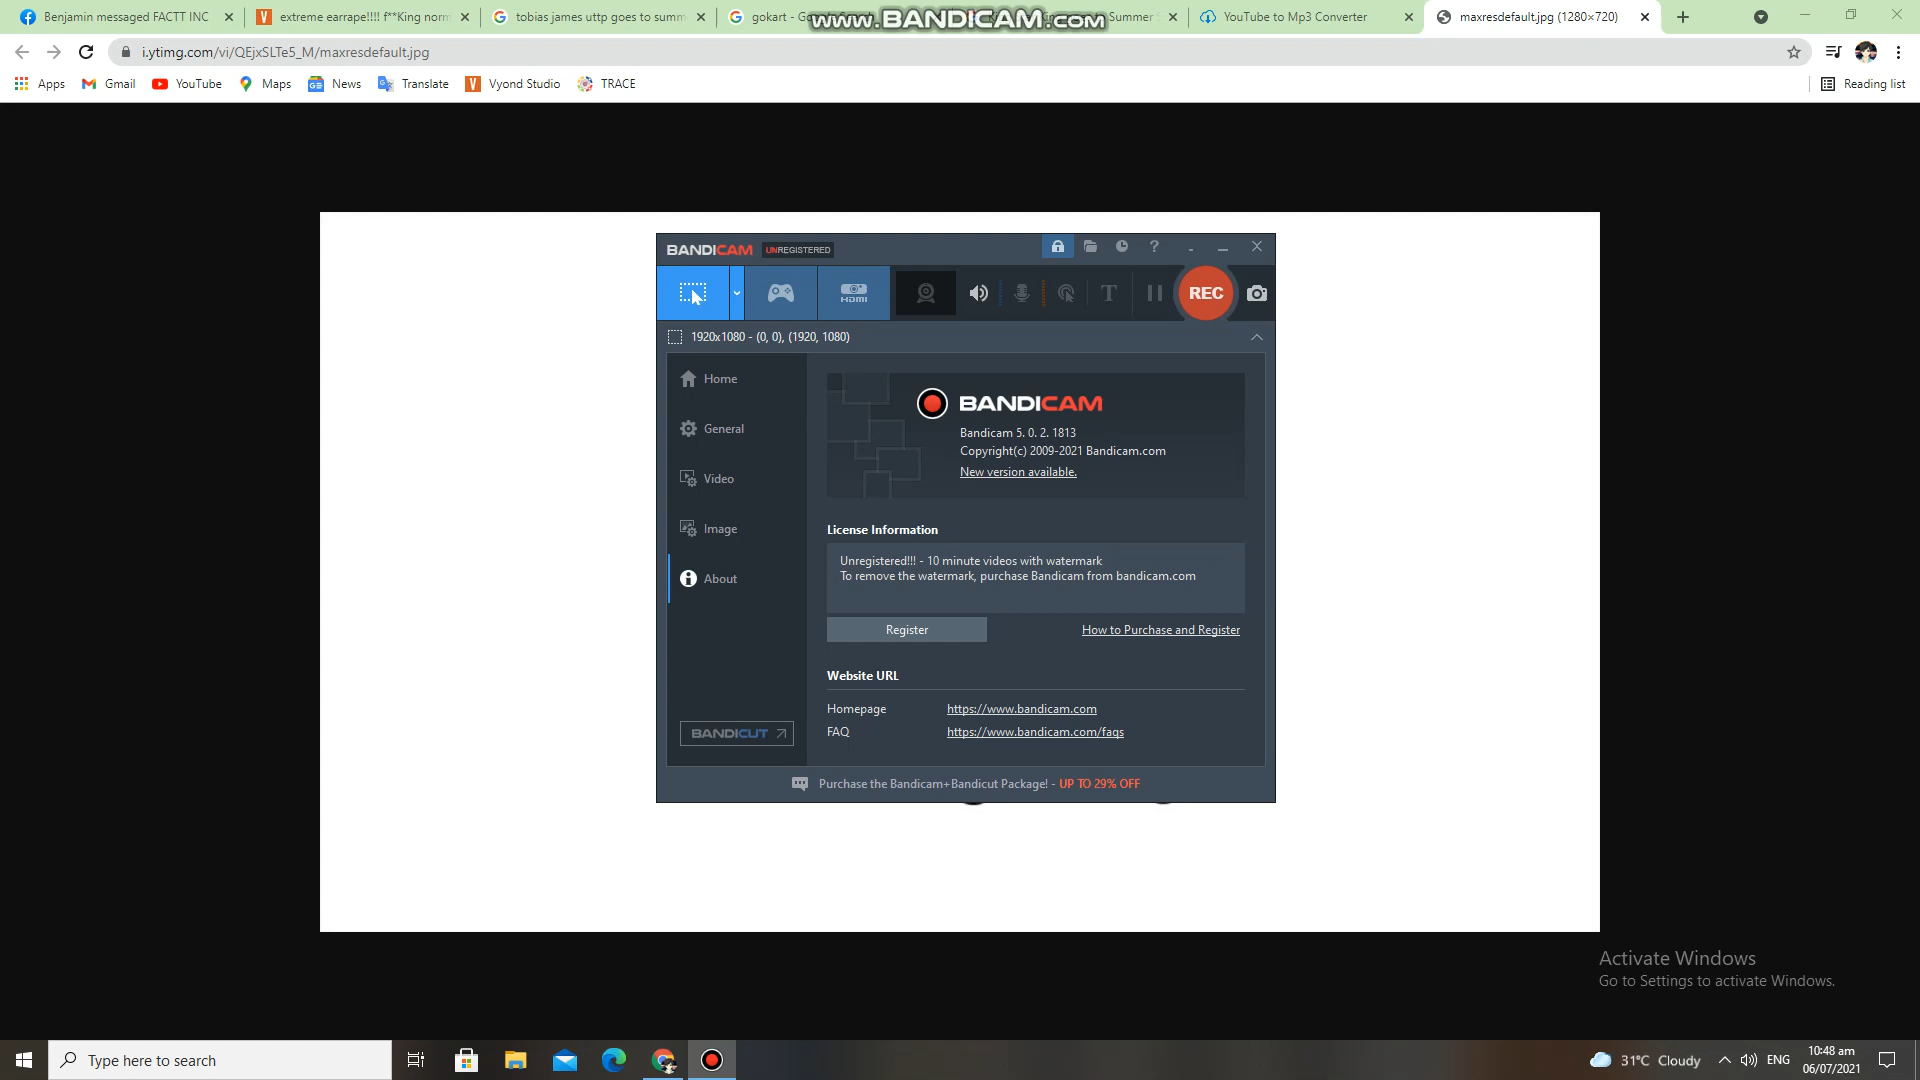 Benjamin messaged FACTT INC
extreme earrape!!!! f**King norm
tobias james uttp goes to summ
gokart - Go
Summer
YouTube to Mp3 Converter
maxresdefault.jpg (1280×720)
www.BANDICAM.com
i.ytimg.com/vi/QEjxSLTe5_M/maxresdefault.jpg
Apps
Gmail
YouTube
Maps
News
Translate
Vyond Studio
TRACE
Reading list
BANDICAM UNREGISTERED
HDMI
T
REC
1920x1080 - (0, 0), (1920, 1080)
Home
General
Video
Image
About
BANDICUT
BANDICAM
Bandicam 5. 0. 2. 1813
Copyright(c) 2009-2021 Bandicam.com
New version available.
License Information
Unregistered!!! - 10 minute videos with watermark
To remove the watermark, purchase Bandicam from bandicam.com
Register
How to Purchase and Register
Website URL
Homepage https://www.bandicam.com
FAQ https://www.bandicam.com/faqs
Purchase the Bandicam+Bandicut Package! - UP TO 29% OFF
Activate Windows
Go to Settings to activate Windows.
Type here to search
31°C Cloudy
ENG
10:48 am
06/07/2021